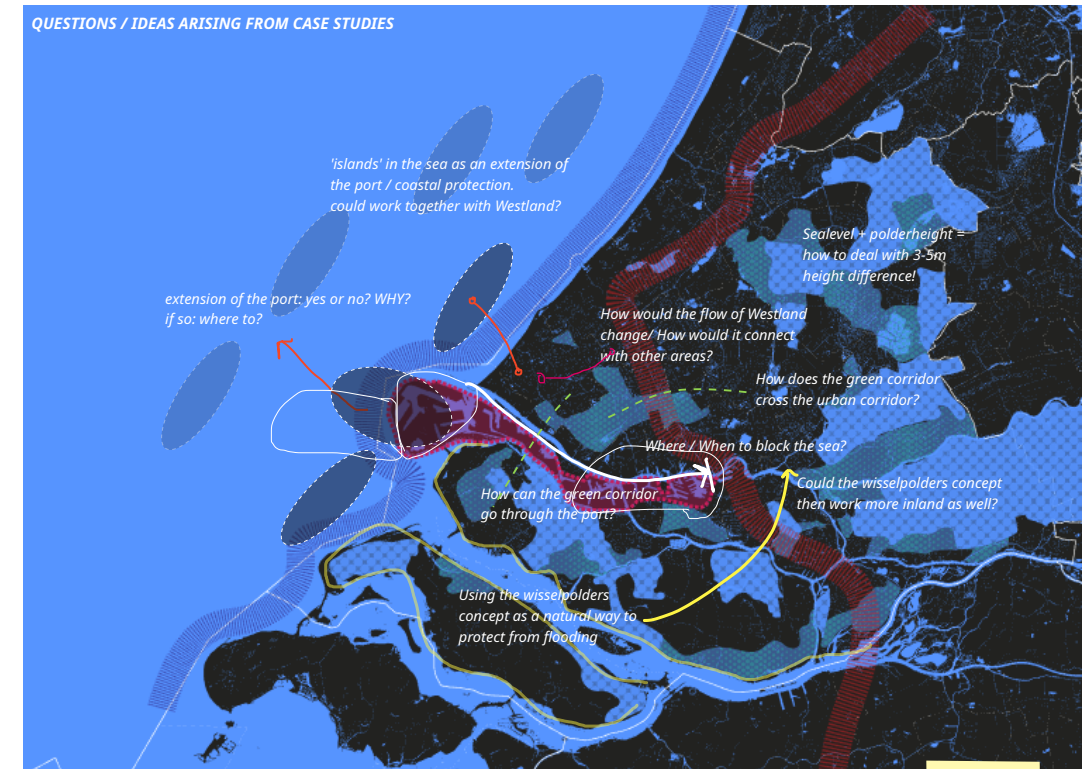 QUESTIONS / IDEAS ARISING FROM CASE STUDIES
'islands' in the sea as an extension of
the port / coastal protection.
could work together with Westland?
Sealevel + polderheight =
how to deal with 3-5m
height difference!
extension of the port: yes or no? WHY?
if so: where to?
How would the flow of Westland
change/ How would it connect
with other areas?
How does the green corridor
cross the urban corridor?
Where / When to block the sea?
Could the wisselpolders concept
then work more inland as well?
How can the green corridor
go through the port?
Using the wisselpolders
concept as a natural way to
protect from flooding